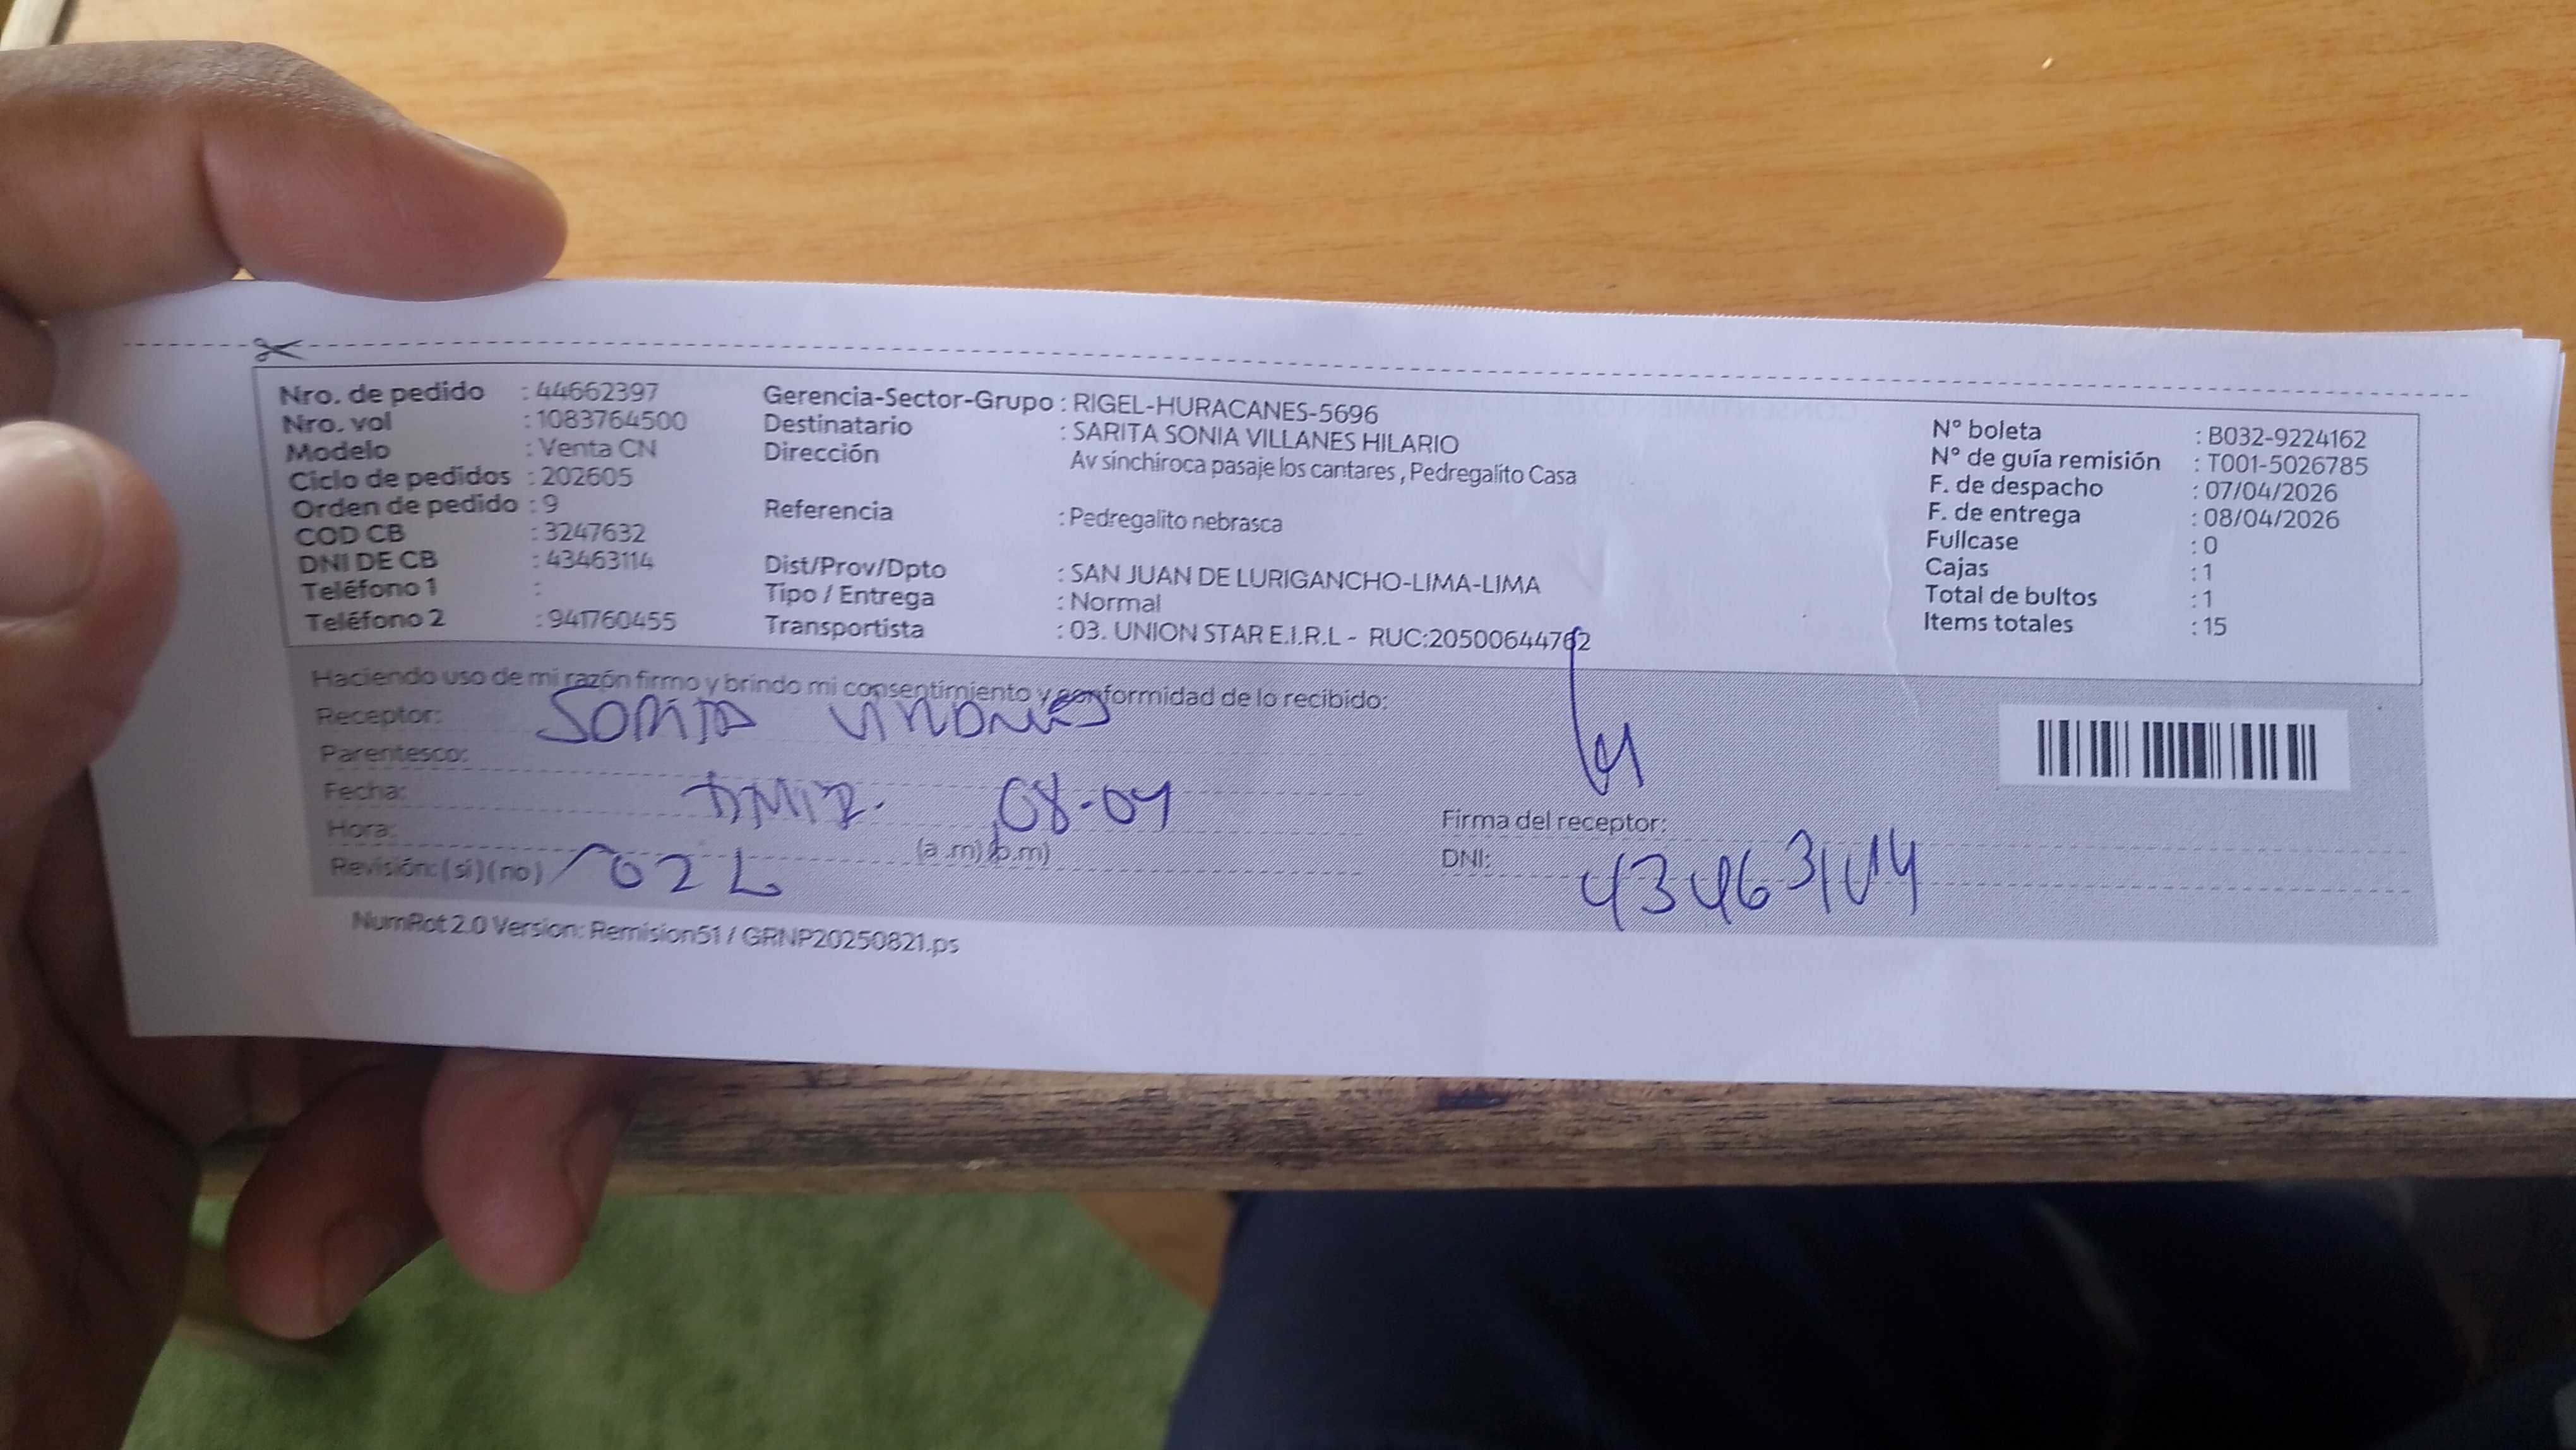 Nro. de pedido : 44662397
Nro. vol : 1083764500
Modelo : Venta CN
Ciclo de pedidos : 202605
Orden de pedido : 9
COD CB : 3247632
DNI DE CB : 43463114
Teléfono 1 :
Teléfono 2 : 941760455
Gerencia-Sector-Grupo : RIGEL-HURACANES-5696
Destinatario : SARITA SONIA VILLANES HILARIO
Dirección Av sinchiroca pasaje los cantares , Pedregalito Casa
Referencia : Pedregalito nebrasca
Dist/Prov/Dpto : SAN JUAN DE LURIGANCHO-LIMA-LIMA
Tipo / Entrega : Normal
Transportista : 03. UNION STAR E.I.R.L - RUC:20500644762
N° boleta : B032-9224162
N° de guía remisión : T001-5026785
F. de despacho : 07/04/2026
F. de entrega : 08/04/2026
Fullcase : 0
Cajas : 1
Total de bultos : 1
Items totales : 15
Haciendo uso de mi razón firmo y brindo mi consentimiento y conformidad de lo recibido:
Receptor:
Parentesco:
Fecha: 08-04
Hora: (a.m) (p.m)
Revisión: (si) (no)
Firma del receptor:
DNI:
NumRot 2.0 Version: Remision51 / GRNP20250821.ps